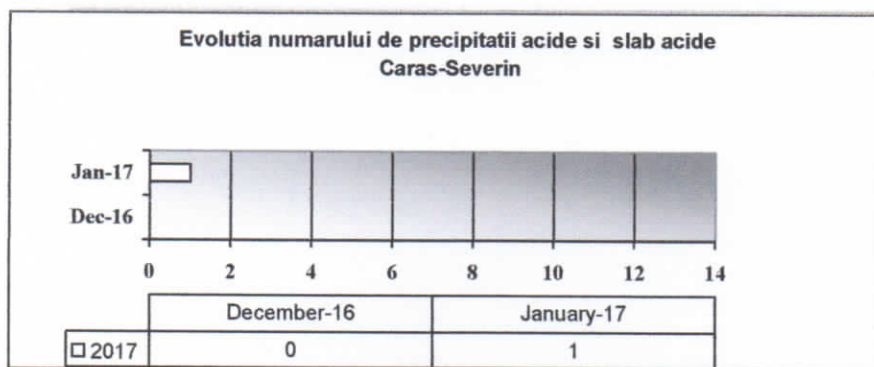 Evolutia numarului de precipitatii acide si slab acide
Caras-Severin
Jan-17
Dec-16
0 2 4 6 8 10 12 14
December-16 January-17
2017 0 1